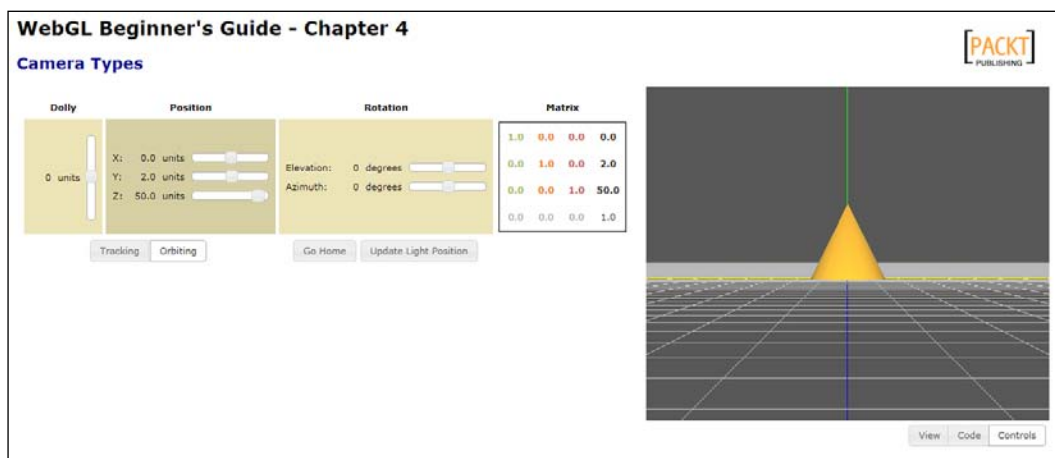 WebGL Beginner's Guide - Chapter 4
[PACKT]
PUBLISHING
Camera Types
Dolly Position Rotation Matrix
0 units
X: 0.0 units
Y: 2.0 units
Z: 50.0 units
Elevation: 0 degrees
Azimuth: 0 degrees
1.0 0.0 0.0 0.0
0.0 1.0 0.0 2.0
0.0 0.0 1.0 50.0
0.0 0.0 0.0 1.0
Tracking Orbiting
Go Home Update Light Position
View Code Controls